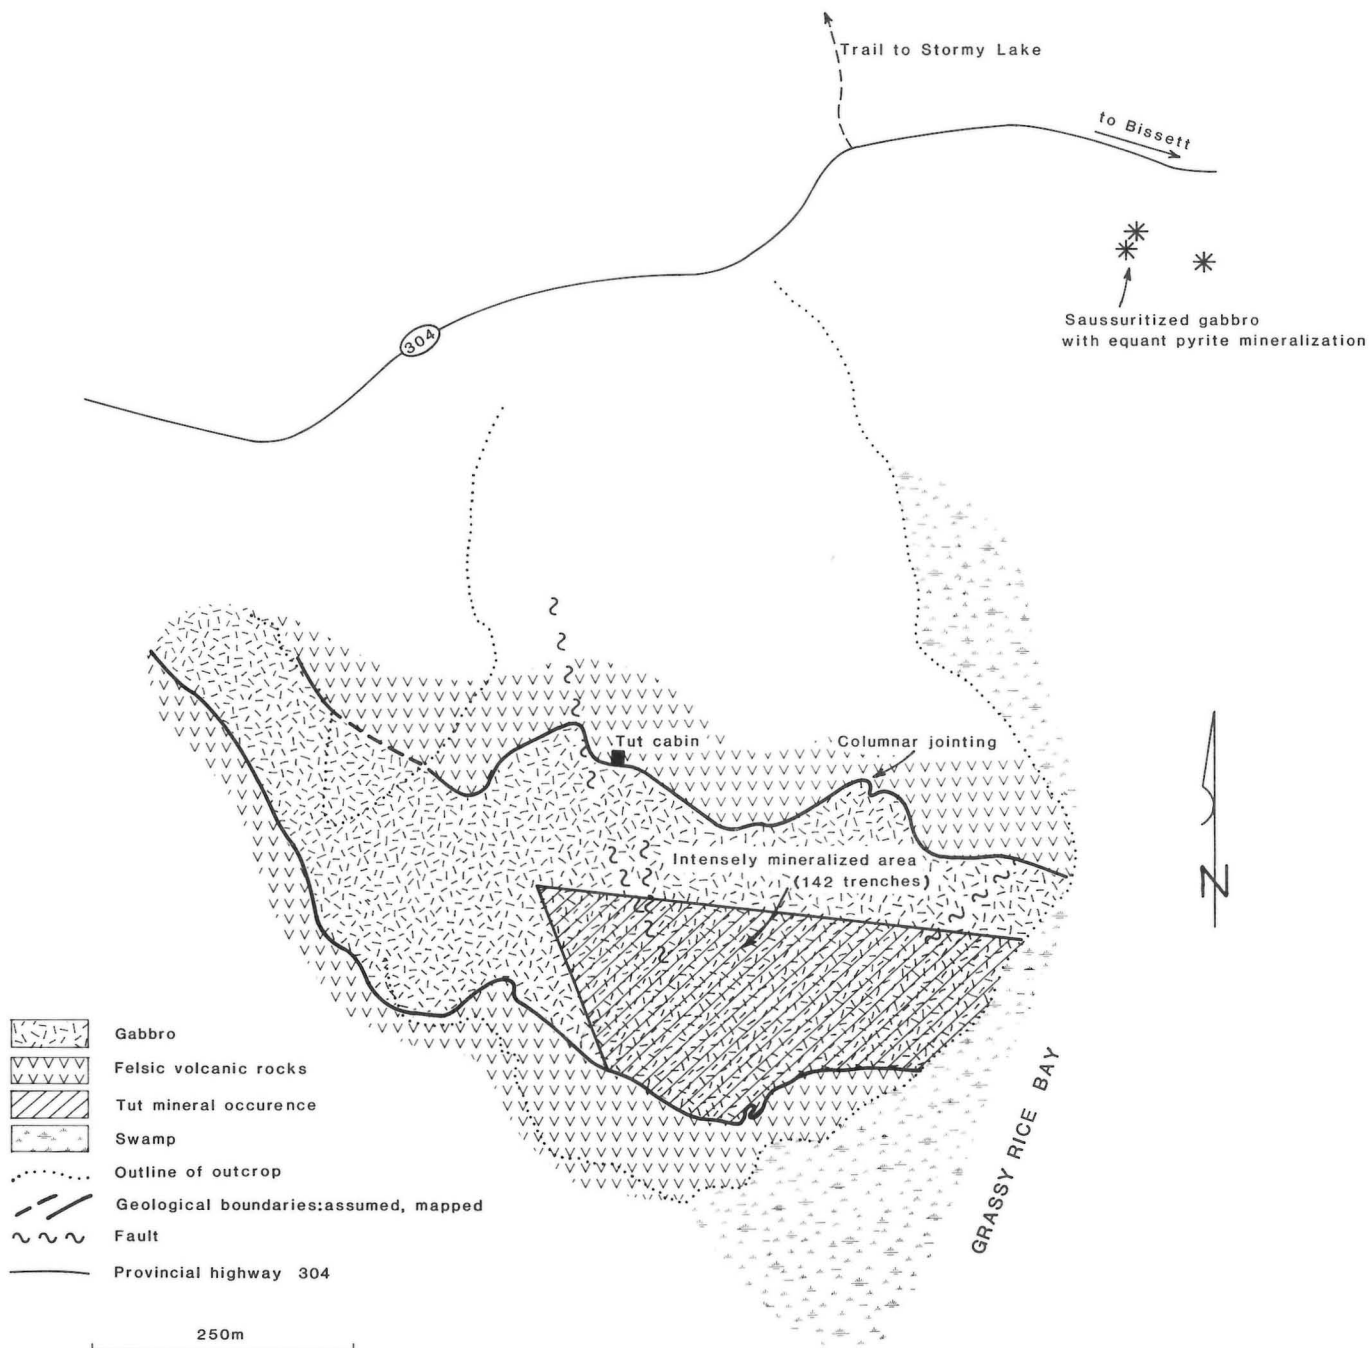 Trail to Stormy Lake
to Bissett
Saussuritized gabbro
with equant pyrite mineralization
304
Tut cabin
Columnar jointing
Intensely mineralized area
(142 trenches)
N
GRASSY RICE BAY
Gabbro
Felsic volcanic rocks
Tut mineral occurence
Swamp
Outline of outcrop
Geological boundaries:assumed, mapped
Fault
Provincial highway 304
250m